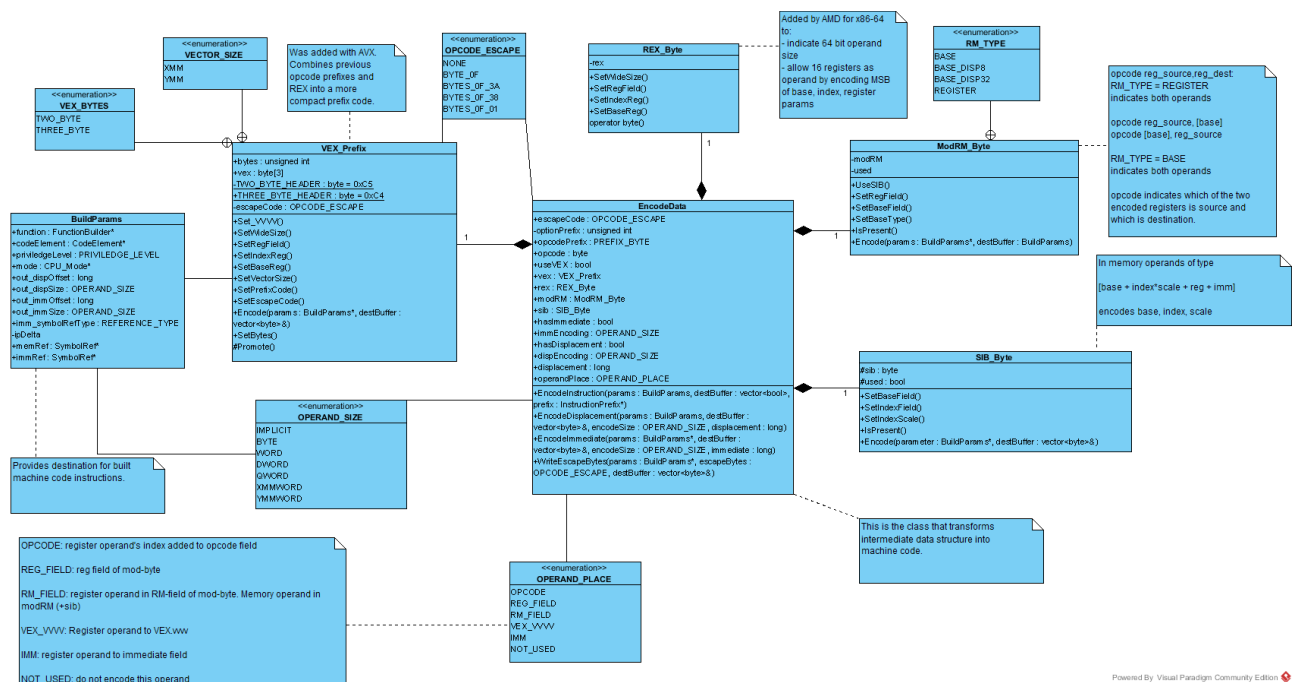 <<enumeration>>
VECTOR_SIZE
XMM
YMM
Was added with AVX.
Combines previous
opcode prefixes and
REX into a more
compact prefix code.
<<enumeration>>
OPCODE_ESCAPE
NONE
BYTE_0F
BYTES_0F_3A
BYTES_0F_38
BYTES_0F_01
REX_Byte
-rex
+SetWideSize()
+SetRegField()
+SetIndexReg()
+SetBaseReg()
operator byte()
Added by AMD for x86-64
to:
- indicate 64 bit operand
size
- allow 16 registers as
operand by encoding MSB
of base, index, register
params
<<enumeration>>
RM_TYPE
BASE
BASE_DISP8
BASE_DISP32
REGISTER
opcode reg_source,reg_dest:
RM_TYPE = REGISTER
indicates both operands
opcode reg_source, [base]
opcode [base], reg_source
RM_TYPE = BASE
indicates both operands
opcode indicates which of the two
encoded registers is source and
which is destination.
<<enumeration>>
VEX_BYTES
TWO_BYTE
THREE_BYTE
VEX_Prefix
+bytes : unsigned int
+vex : byte[3]
-TWO_BYTE_HEADER : byte = 0xC5
+THREE_BYTE_HEADER : byte = 0xC4
-escapeCode : OPCODE_ESCAPE
+Set_VVVV()
+SetWideSize()
+SetRegField()
+SetIndexReg()
+SetBaseReg()
+SetVectorSize()
+SetPrefixCode()
+SetEscapeCode()
+Encode(params : BuildParams*, destBuffer :
vector<byte>&)
+SetBytes()
#Promote()
1
1
ModRM_Byte
-modRM
-used
+UseSIB()
+SetRegField()
+SetBaseField()
+SetBaseType()
+IsPresent()
+Encode(params : BuildParams*, destBuffer : BuildParams)
1
BuildParams
+function : FunctionBuilder*
+codeElement : CodeElement*
+priviledgeLevel : PRIVILEDGE_LEVEL
+mode : CPU_Mode*
+out_dispOffset : long
+out_dispSize : OPERAND_SIZE
+out_immOffset : long
+out_immSize : OPERAND_SIZE
+imm_symbolRefType : REFERENCE_TYPE
-ipDelta
+memRef : SymbolRef*
+immRef : SymbolRef*
EncodeData
+escapeCode : OPCODE_ESCAPE
-optionPrefix : unsigned int
+opcodePrefix : PREFIX_BYTE
+opcode : byte
+useVEX : bool
+vex : VEX_Prefix
+rex : REX_Byte
+modRM : ModRM_Byte
+sib : SIB_Byte
+hasImmediate : bool
+immEncoding : OPERAND_SIZE
+hasDisplacement : bool
+dispEncoding : OPERAND_SIZE
+displacement : long
+operandPlace : OPERAND_PLACE
+EncodeInstruction(params : BuildParams, destBuffer : vector<bool>,
prefix : InstructionPrefix*)
+EncodeDisplacement(params : BuildParams, destBuffer :
vector<byte>&, encodeSize : OPERAND_SIZE, displacement : long)
+EncodeImmediate(params : BuildParams*, destBuffer :
vector<byte>&, encodeSize : OPERAND_SIZE, immediate : long)
+WriteEscapeBytes(params : BuildParams*, escapeBytes :
OPCODE_ESCAPE, destBuffer : vector<byte>&)
In memory operands of type
[base + index*scale + reg + imm]
encodes base, index, scale
SIB_Byte
#sib : byte
#used : bool
+SetBaseField()
+SetIndexField()
+SetIndexScale()
+IsPresent()
+Encode(parameter : BuildParams*, destBuffer : vector<byte>&)
1
<<enumeration>>
OPERAND_SIZE
IMPLICIT
BYTE
WORD
DWORD
QWORD
XMMWORD
YMMWORD
Provides destination for built
machine code instructions.
This is the class that transforms
intermediate data structure into
machine code.
OPCODE: register operand's index added to opcode field
REG_FIELD: reg field of mod-byte
RM_FIELD: register operand in RM-field of mod-byte. Memory operand in
modRM (+sib)
VEX_VVVV: Register operand to VEX.vvvv
IMM: register operand to immediate field
NOT_USED: do not encode this operand
<<enumeration>>
OPERAND_PLACE
OPCODE
REG_FIELD
RM_FIELD
VEX_VVVV
IMM
NOT_USED
Powered By Visual Paradigm Community Edition